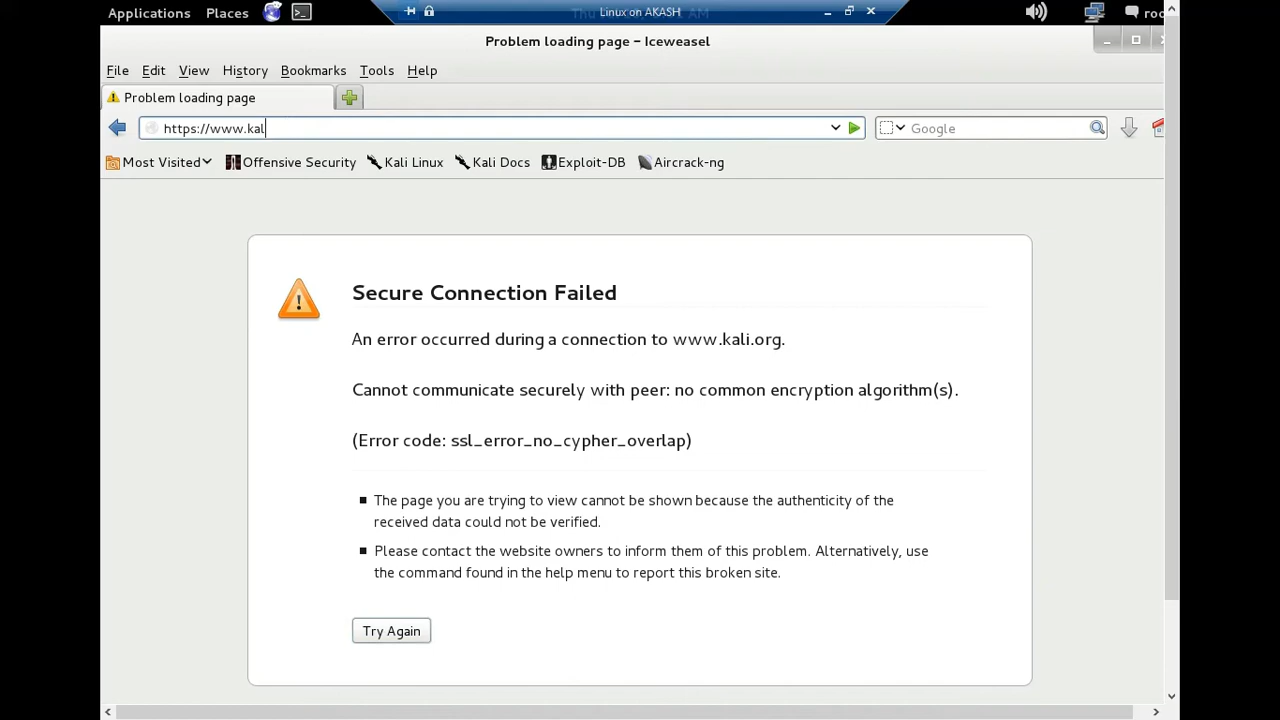 Applications Places Linux on AKASH roo
Problem loading page – Iceweasel
File Edit View History Bookmarks Tools Help
Problem loading page
https://www.kal Google
Most Visited Offensive Security Kali Linux Kali Docs Exploit-DB Aircrack-ng
Secure Connection Failed
An error occurred during a connection to www.kali.org.
Cannot communicate securely with peer: no common encryption algorithm(s).
(Error code: ssl_error_no_cypher_overlap)
The page you are trying to view cannot be shown because the authenticity of the
received data could not be verified.
Please contact the website owners to inform them of this problem. Alternatively, use
the command found in the help menu to report this broken site.
Try Again